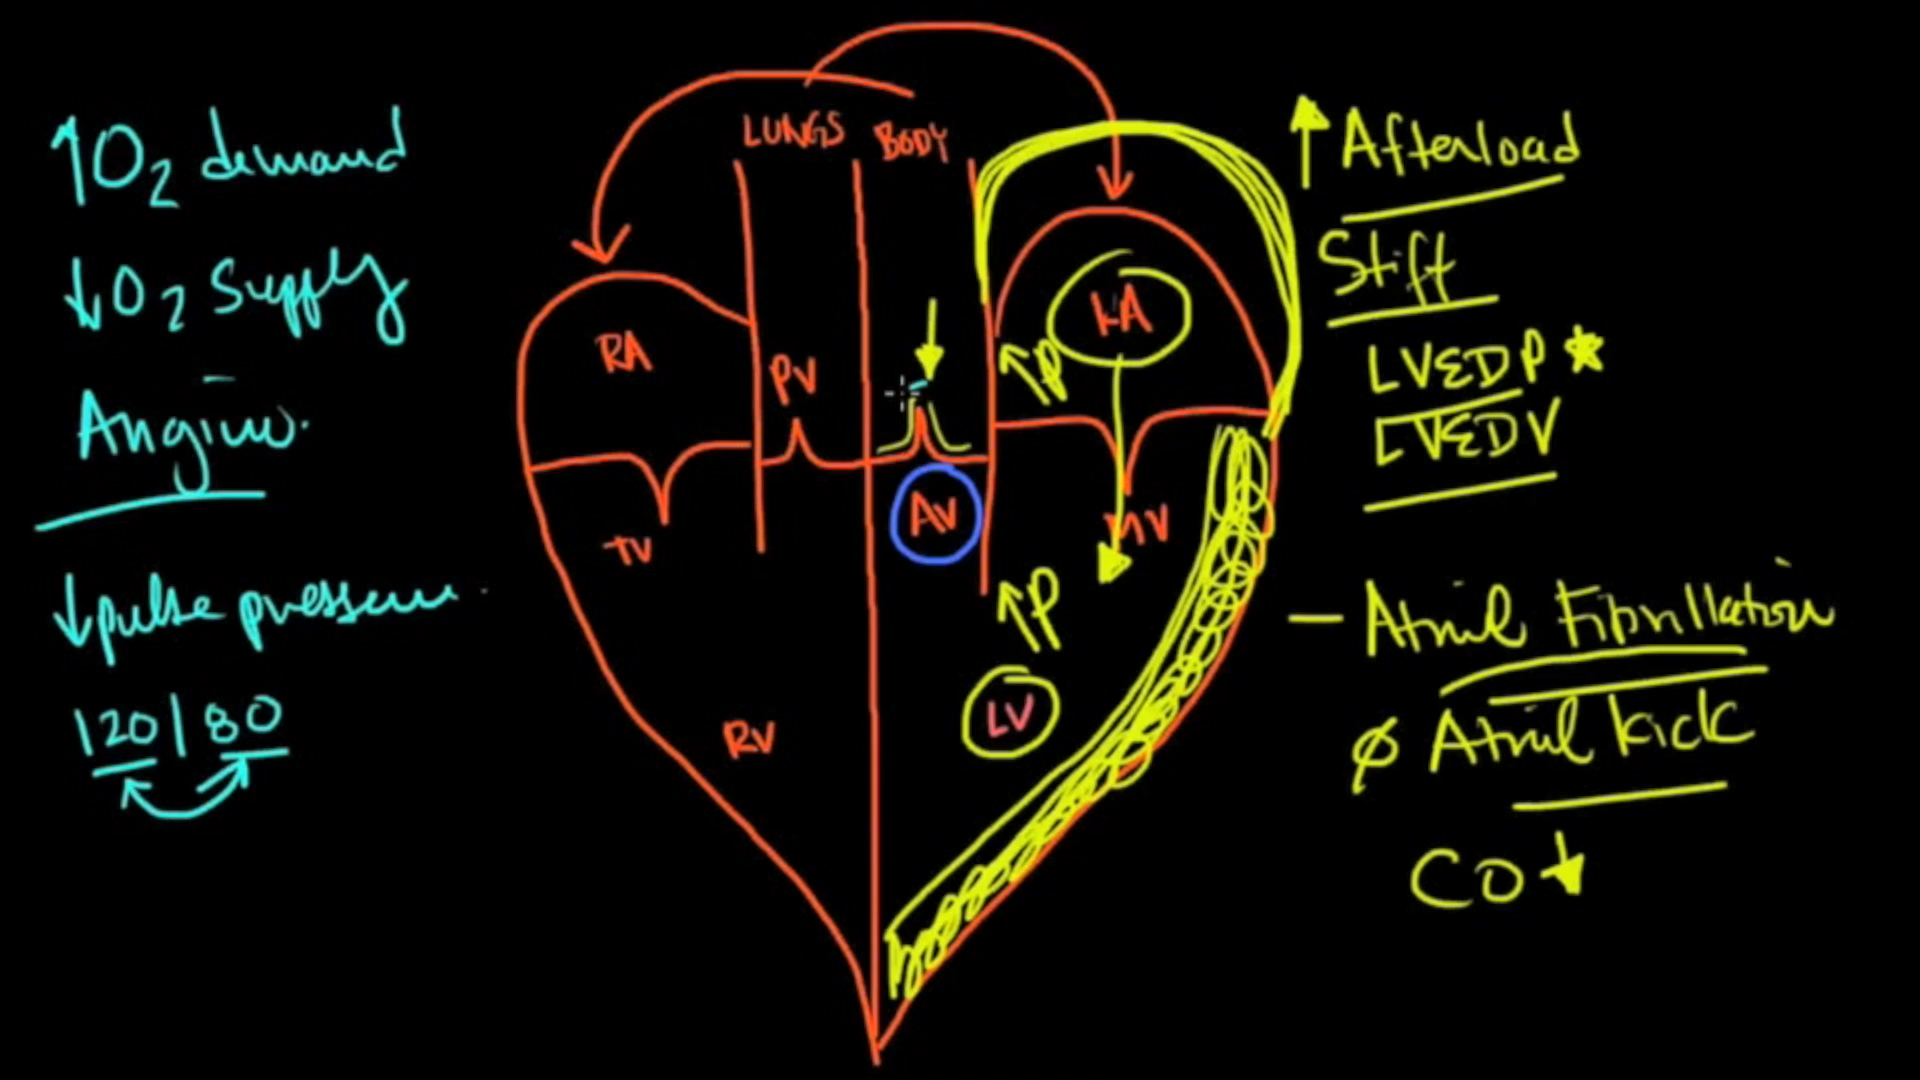 ↑O2 demand
↓O2 Supply
Angina
↓pulse pressure
120/80
LUNGS BODY
RA
PV
LA
↑P
AV
TV
MV
↑P
LV
RV
↑ Afterload
Stiff
LVEDP ★
LVEDV
- Atrial Fibrillation
∅ Atrial kick
CO ↓